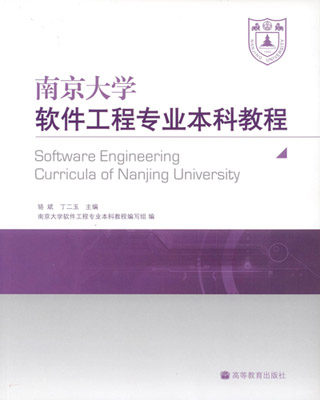 NANJING UNIVERSITY
南京大学
软件工程专业本科教程
Software Engineering
Curricula of Nanjing University
骆 斌 丁二玉 主编
南京大学软件工程专业本科教程编写组 编
高等教育出版社